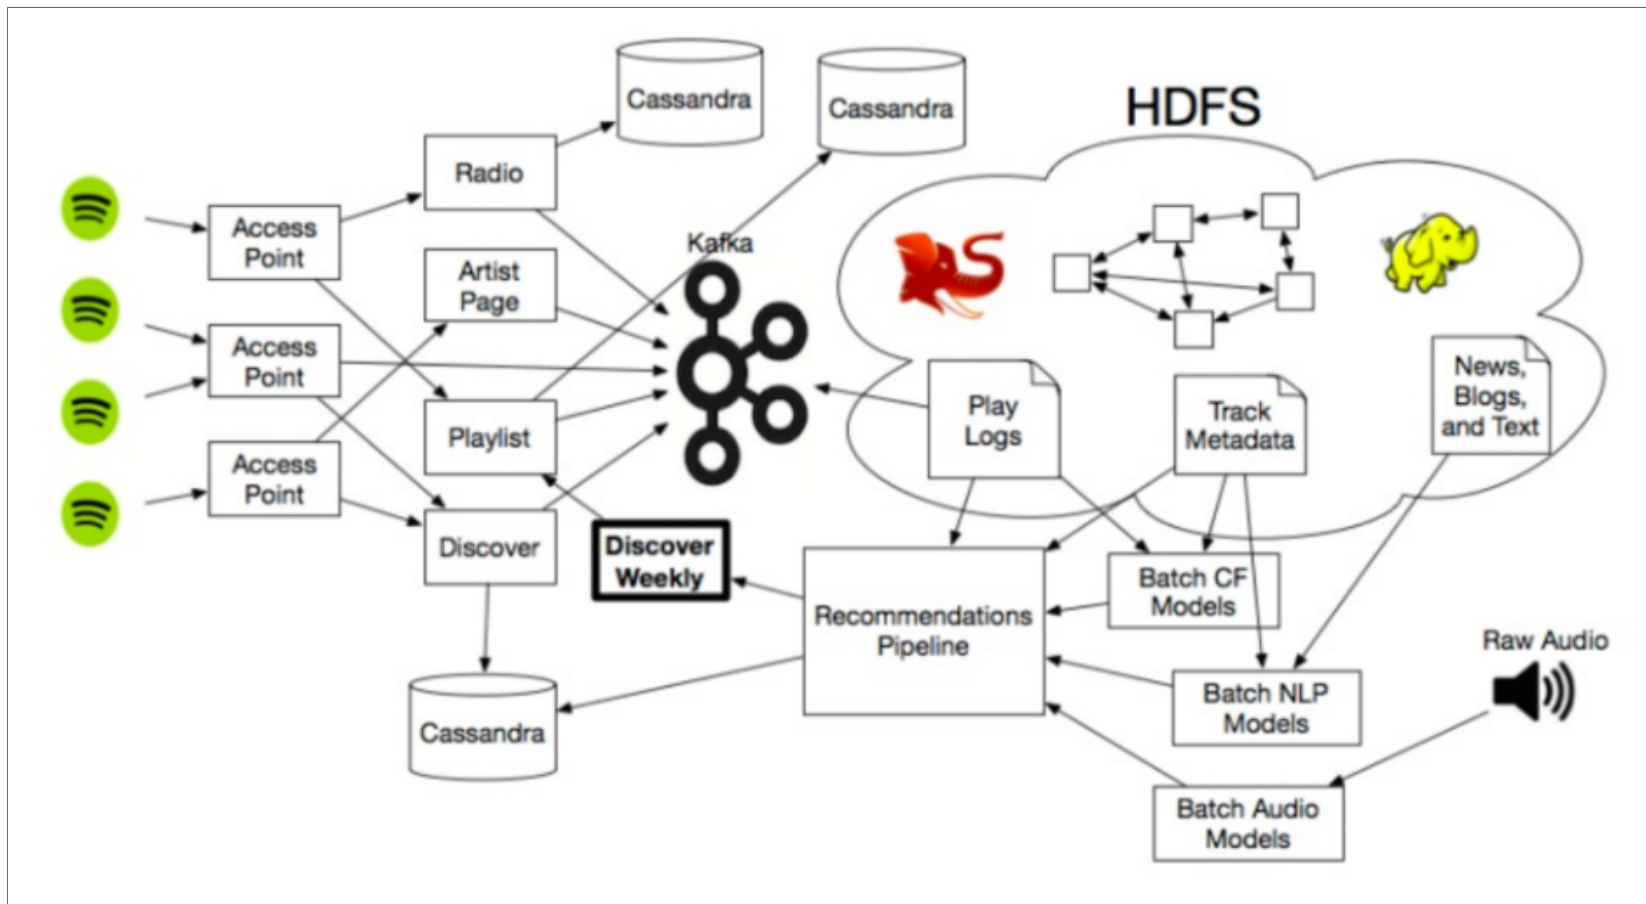 Cassandra
Cassandra
HDFS
Radio
Access
Point
Kafka
Artist
Page
Access
Point
News,
Blogs,
and Text
Play
Logs
Track
Metadata
Playlist
Access
Point
Discover
Discover
Weekly
Recommendations
Pipeline
Batch CF
Models
Raw Audio
Batch NLP
Models
Cassandra
Batch Audio
Models